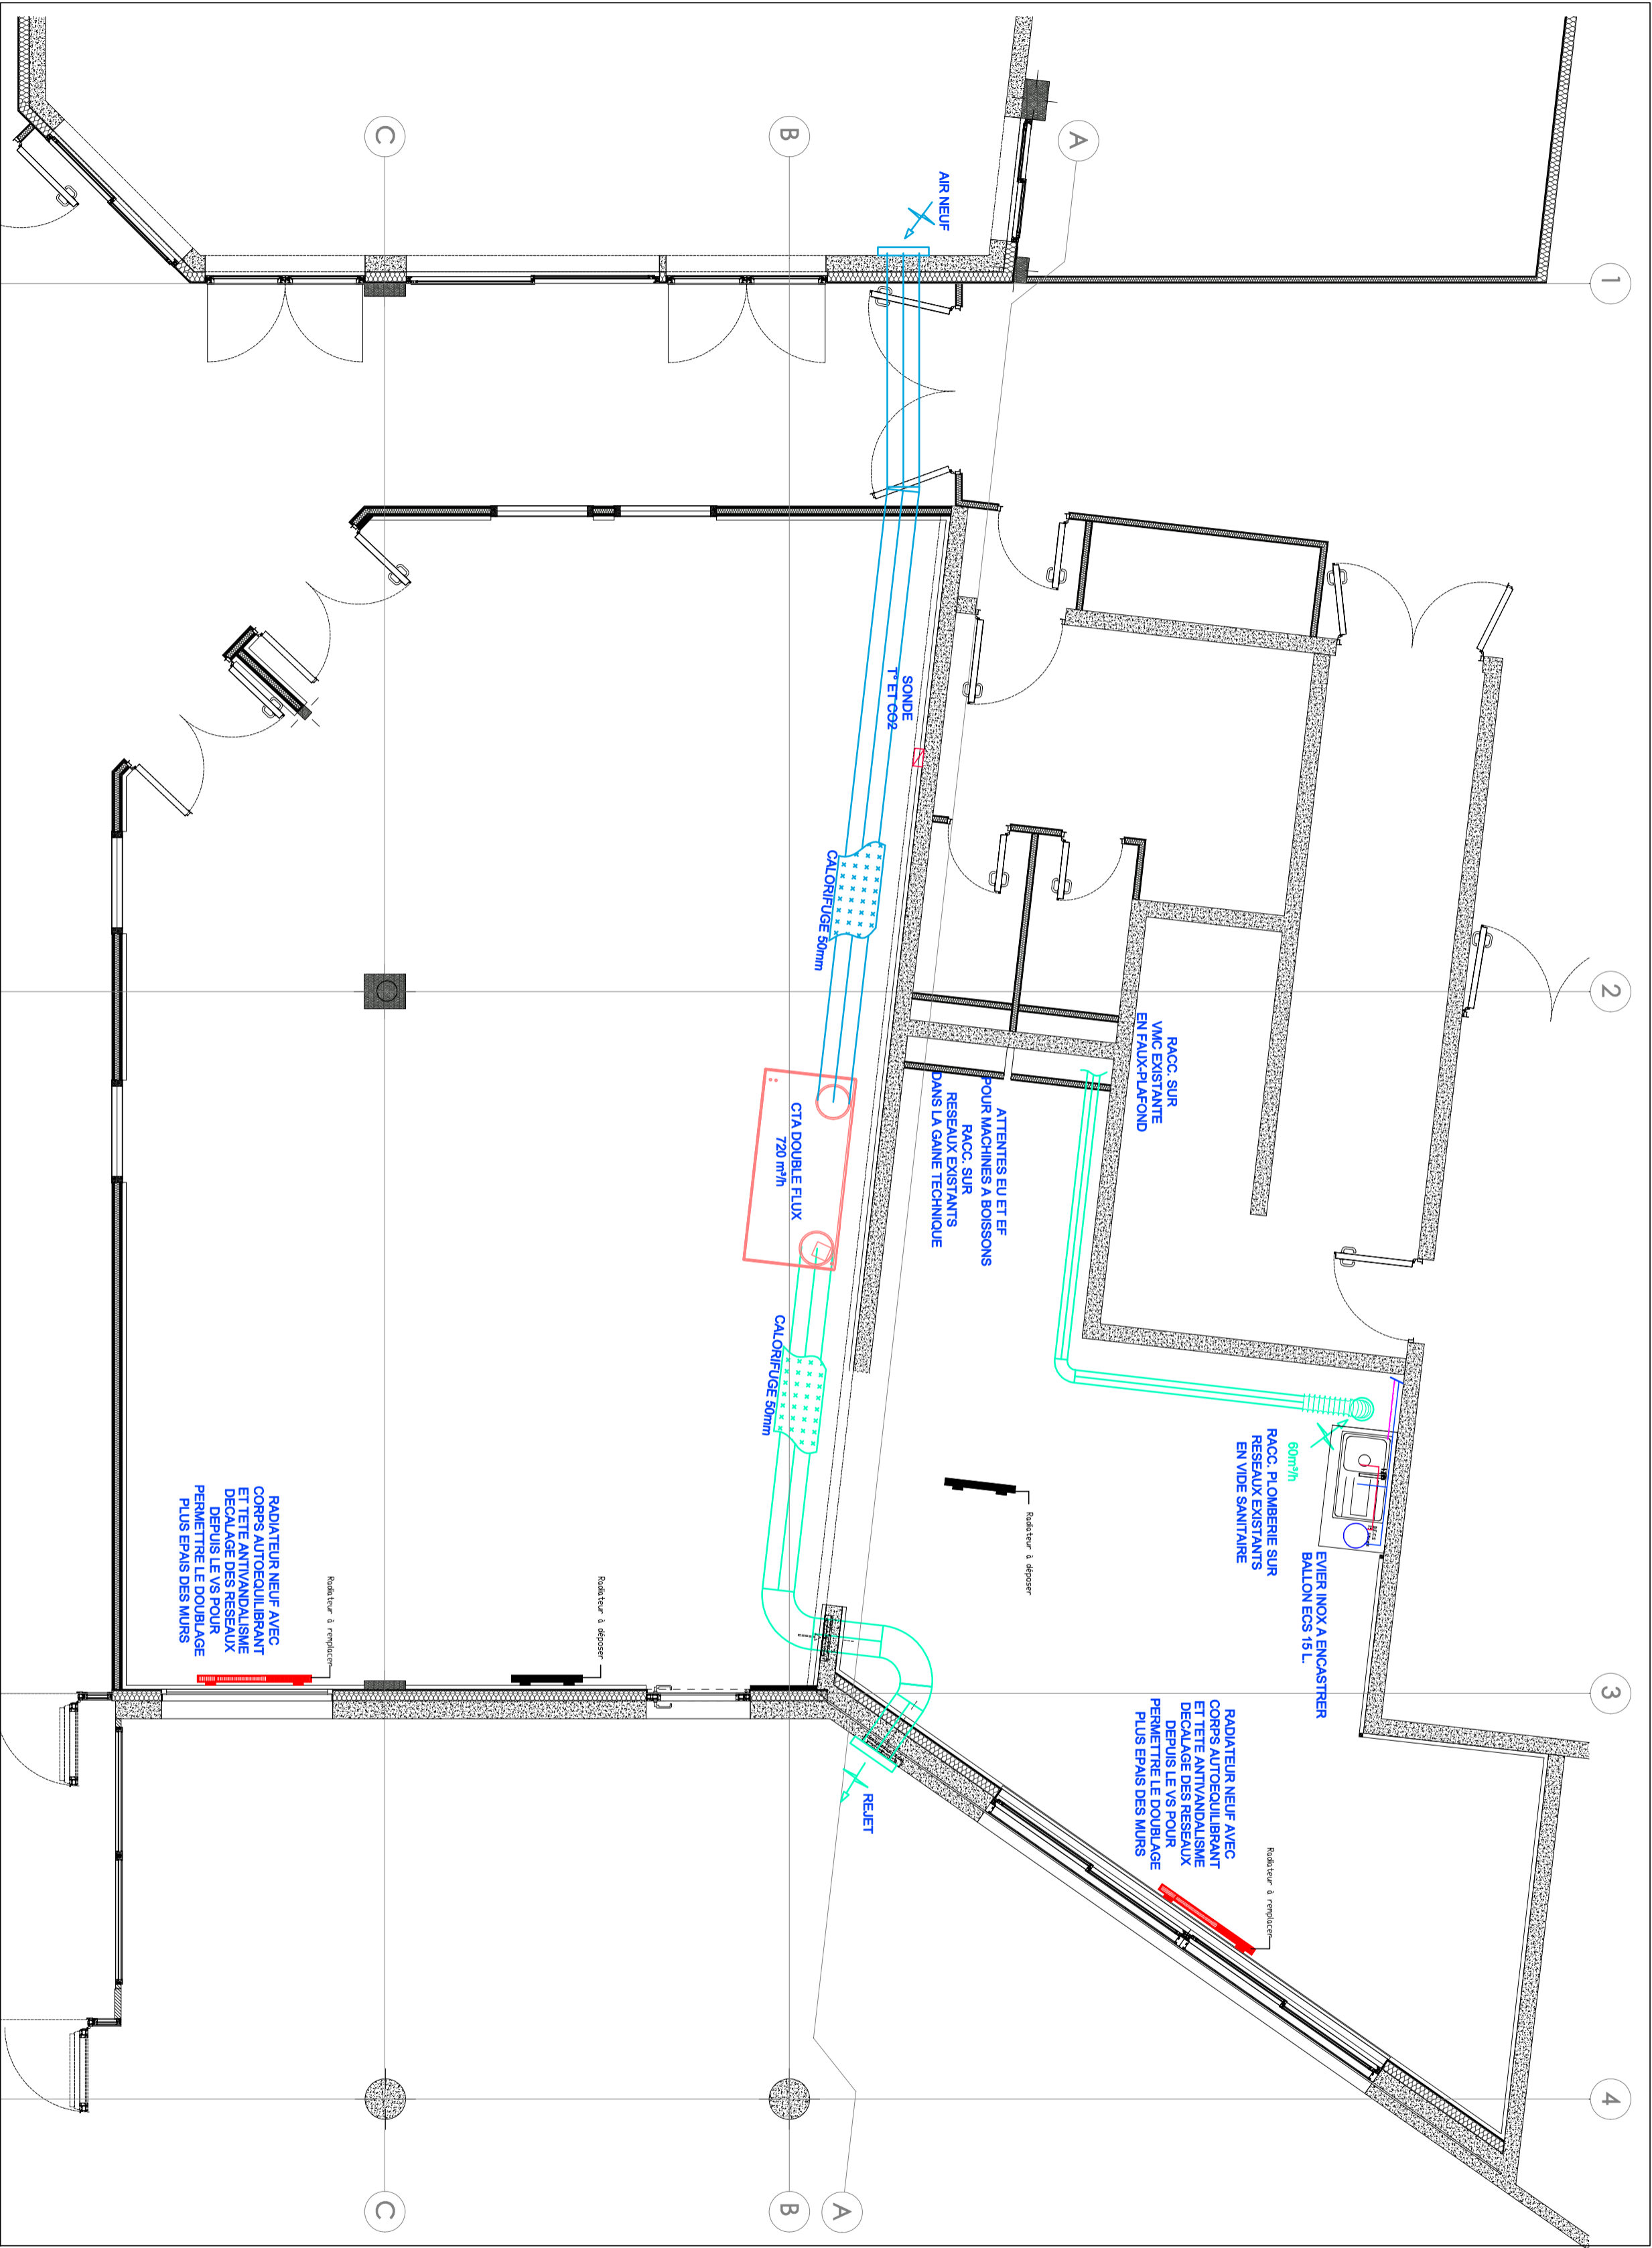 1
2
3
4
A
B
C
A
B
C
AIR NEUF
SONDE
T° ET CO2
CALORIFUGE 50mm
CTA DOUBLE FLUX
720 m³/h
CALORIFUGE 50mm
RACC. SUR
VMC EXISTANTE
EN FAUX-PLAFOND
ATTENTES EU ET EF
POUR MACHINES A BOISSONS
RACC. SUR
RESEAUX EXISTANTS
DANS LA GAINE TECHNIQUE
60m³/h
RACC. PLOMBERIE SUR
RESEAUX EXISTANTS
EN VIDE SANITAIRE
EVIER INOX A ENCASTRER
BALLON ECS 15 L.
Radiateur à déposer
Radiateur à remplacer
RADIATEUR NEUF AVEC
CORPS AUTOEQUILIBRANT
ET TETE ANTIVANDALISME
DECALAGE DES RESEAUX
DEPUIS LE VS POUR
PERMETTRE LE DOUBLAGE
PLUS EPAIS DES MURS
REJET
Radiateur à déposer
Radiateur à remplacer
RADIATEUR NEUF AVEC
CORPS AUTOEQUILIBRANT
ET TETE ANTIVANDALISME
DECALAGE DES RESEAUX
DEPUIS LE VS POUR
PERMETTRE LE DOUBLAGE
PLUS EPAIS DES MURS